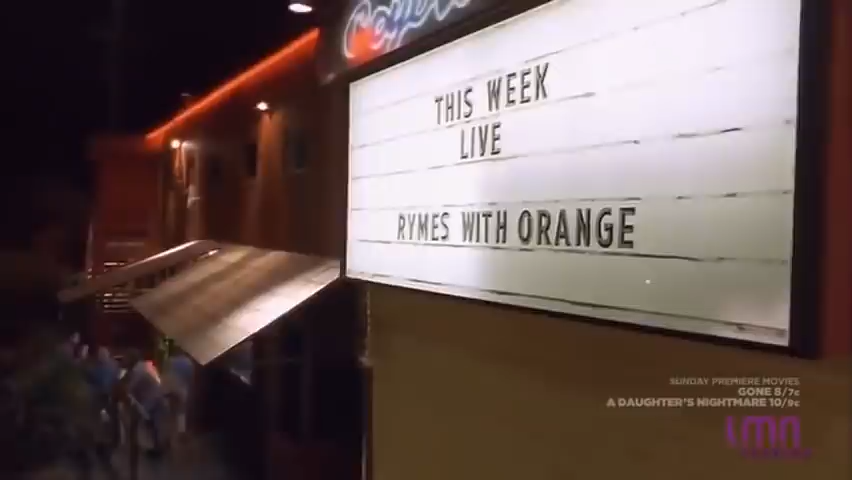 THIS WEEK
LIVE
RYMES WITH ORANGE
SUNDAY PREMIERE MOVIES
GONE 8/7c
A DAUGHTER'S NIGHTMARE 10/9c
lmn